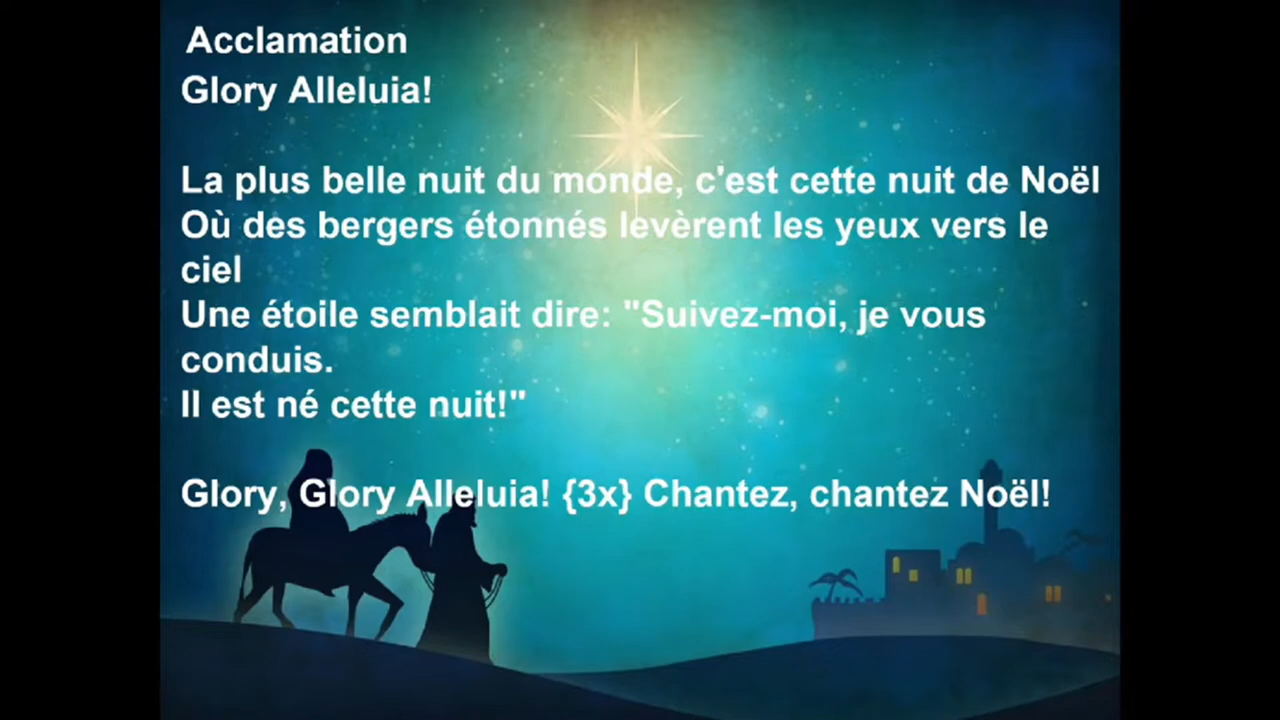 Acclamation
Glory Alleluia!
La plus belle nuit du monde, c'est cette nuit de Noël
Où des bergers étonnés levèrent les yeux vers le
ciel
Une étoile semblait dire: "Suivez-moi, je vous
conduis.
Il est né cette nuit!"
Glory, Glory Alleluia! {3x} Chantez, chantez Noël!